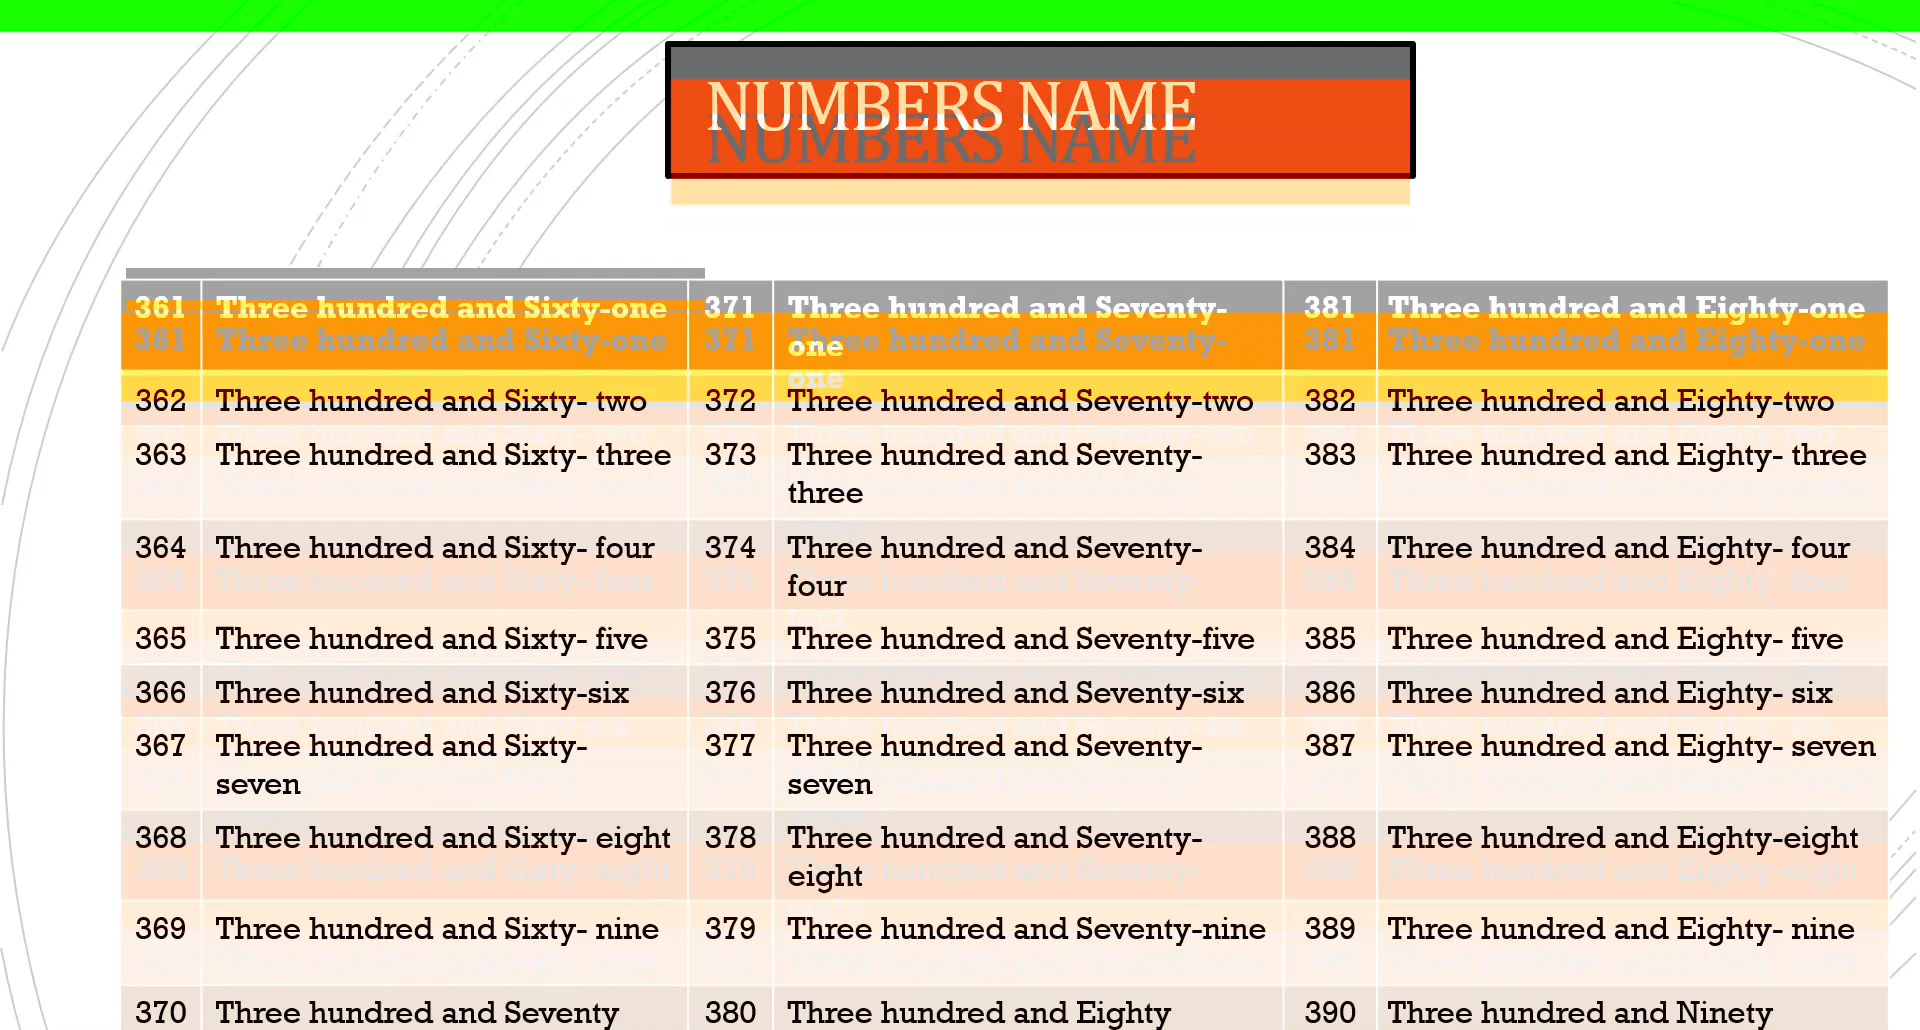 NUMBERS NAME
361 Three hundred and Sixty-one 371 Three hundred and Seventy- 381 Three hundred and Eighty-one
one
362 Three hundred and Sixty- two 372 Three hundred and Seventy-two 382 Three hundred and Eighty-two
363 Three hundred and Sixty- three 373 Three hundred and Seventy- 383 Three hundred and Eighty- three
three
364 Three hundred and Sixty- four 374 Three hundred and Seventy- 384 Three hundred and Eighty- four
four
365 Three hundred and Sixty- five 375 Three hundred and Seventy-five 385 Three hundred and Eighty- five
366 Three hundred and Sixty-six 376 Three hundred and Seventy-six 386 Three hundred and Eighty- six
367 Three hundred and Sixty- 377 Three hundred and Seventy- 387 Three hundred and Eighty- seven
seven seven
368 Three hundred and Sixty- eight 378 Three hundred and Seventy- 388 Three hundred and Eighty-eight
eight
369 Three hundred and Sixty- nine 379 Three hundred and Seventy-nine 389 Three hundred and Eighty- nine
370 Three hundred and Seventy 380 Three hundred and Eighty 390 Three hundred and Ninety